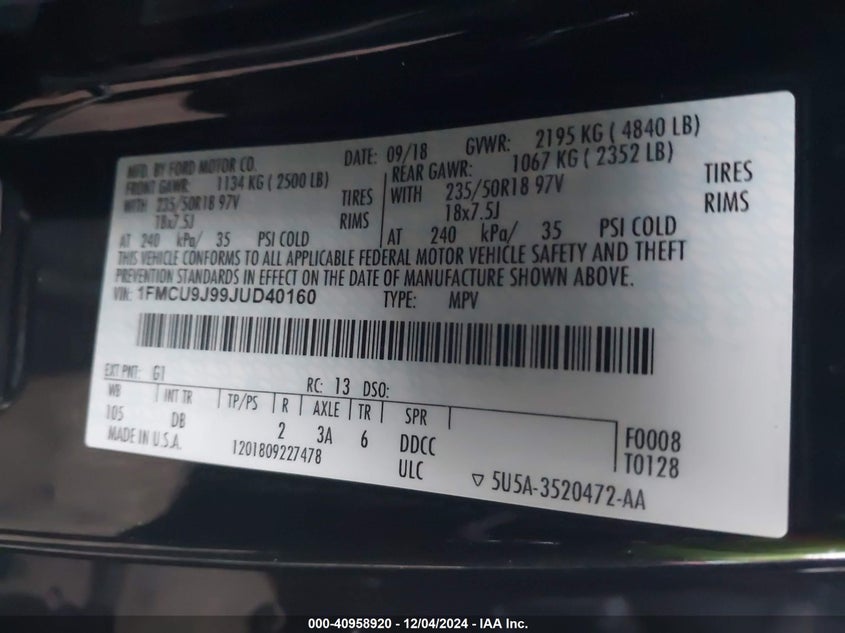 MFD. BY FORD MOTOR CO. DATE: 09/18 GVWR: 2195 KG ( 4840 LB)
FRONT GAWR: 1134 KG ( 2500 LB) REAR GAWR: 1067 KG ( 2352 LB)
WITH 235/50R18 97V TIRES WITH 235/50R18 97V TIRES
18x7.5J RIMS 18x7.5J RIMS
AT 240 kPa/ 35 PSI COLD AT 240 kPa/ 35 PSI COLD
THIS VEHICLE CONFORMS TO ALL APPLICABLE FEDERAL MOTOR VEHICLE SAFETY AND THEFT
PREVENTION STANDARDS IN EFFECT ON THE DATE OF MANUFACTURE SHOWN ABOVE.
VIN: 1FMCU9J99JUD40160 TYPE: MPV
EXT PNT: G1 RC: 13 DSO:
WB INT TR TP/PS R AXLE TR SPR
105 DB 2 3A 6 DDCC F0008
MADE IN U.S.A. 1201809227478 ULC T0128
▽ 5U5A-3520472-AA
000-40958920 - 12/04/2024 - IAA Inc.